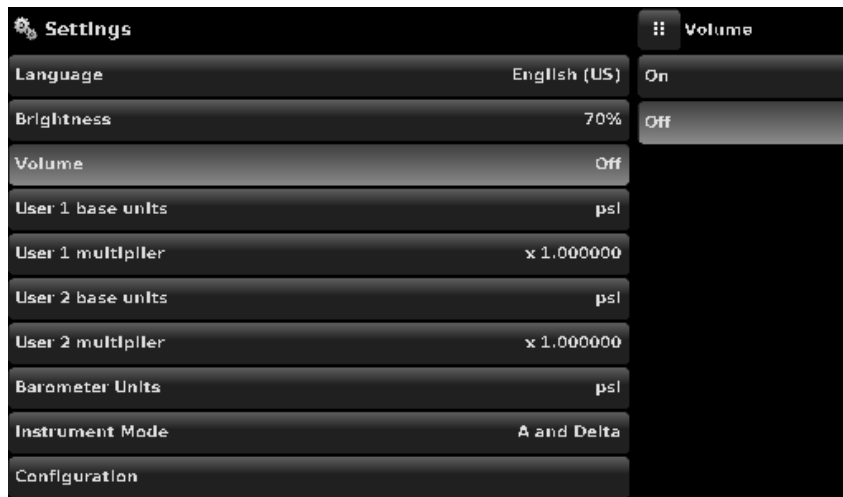 Settings
Language English (US)
Brightness 70%
Volume Off
User 1 base units psi
User 1 multiplier x 1.000000
User 2 base units psi
User 2 multiplier x 1.000000
Barometer Units psi
Instrument Mode A and Delta
Configuration
Volume
On
Off